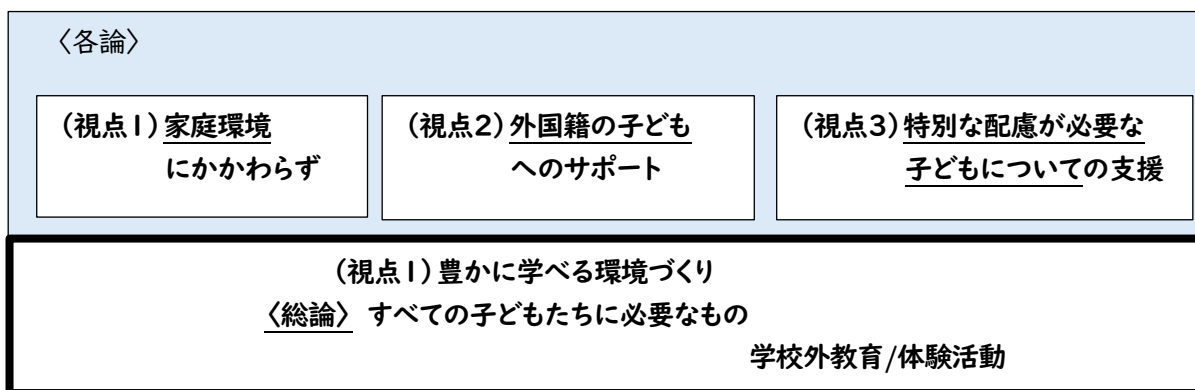 〈各論〉
(視点1)家庭環境
にかかわらず
(視点2)外国籍の子ども
へのサポート
(視点3)特別な配慮が必要な
子どもについての支援
(視点1)豊かに学べる環境づくり
〈総論〉 すべての子どもたちに必要なもの
学校外教育/体験活動